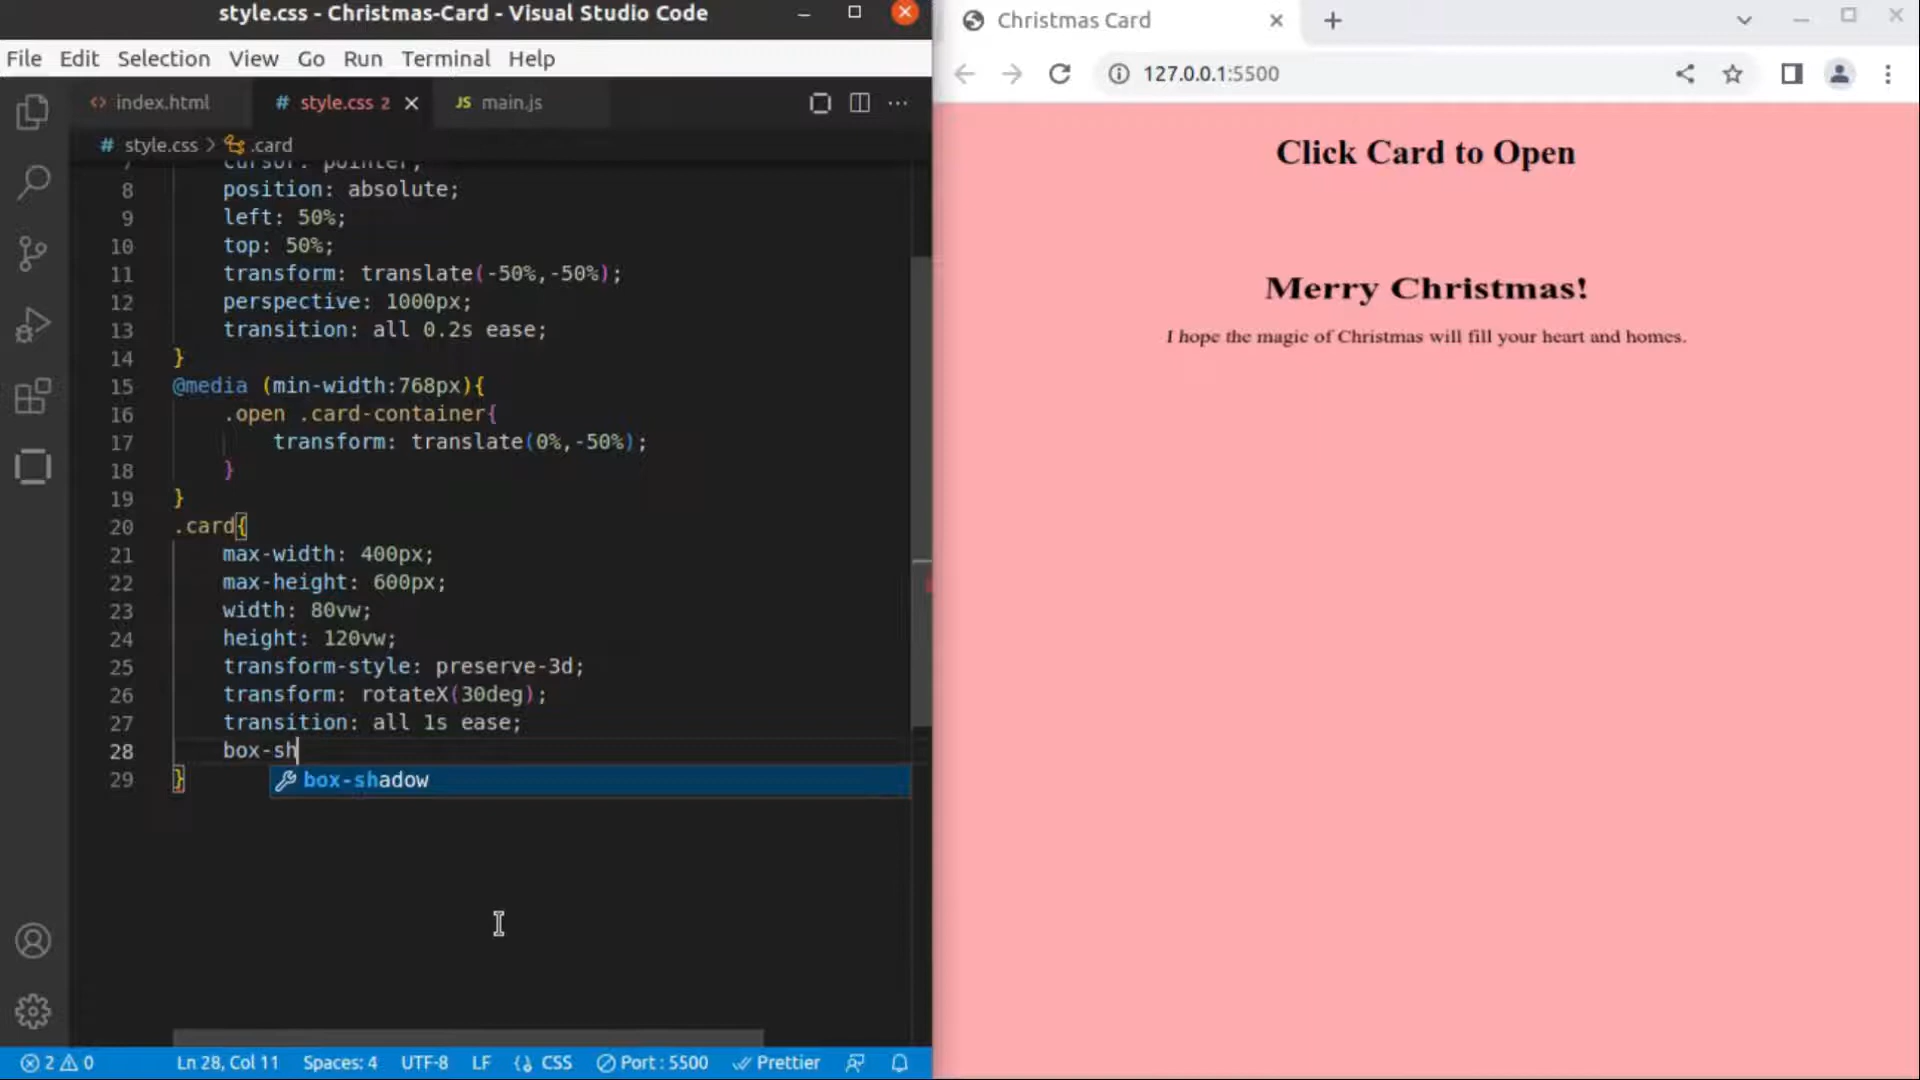 style.css - Christmas-Card - Visual Studio Code
File Edit Selection View Go Run Terminal Help
<> index.html # style.css 2 JS main.js
# style.css > .card
7 cursor: pointer;
8 position: absolute;
9 left: 50%;
10 top: 50%;
11 transform: translate(-50%,-50%);
12 perspective: 1000px;
13 transition: all 0.2s ease;
14 }
15 @media (min-width:768px){
16 .open .card-container{
17 transform: translate(0%,-50%);
18 }
19 }
20 .card{
21 max-width: 400px;
22 max-height: 600px;
23 width: 80vw;
24 height: 120vw;
25 transform-style: preserve-3d;
26 transform: rotateX(30deg);
27 transition: all 1s ease;
28 box-sh
29 }
box-shadow
2 0 Ln 28, Col 11 Spaces: 4 UTF-8 LF {} CSS Port : 5500 Prettier
Christmas Card
127.0.0.1:5500
Click Card to Open
Merry Christmas!
I hope the magic of Christmas will fill your heart and homes.